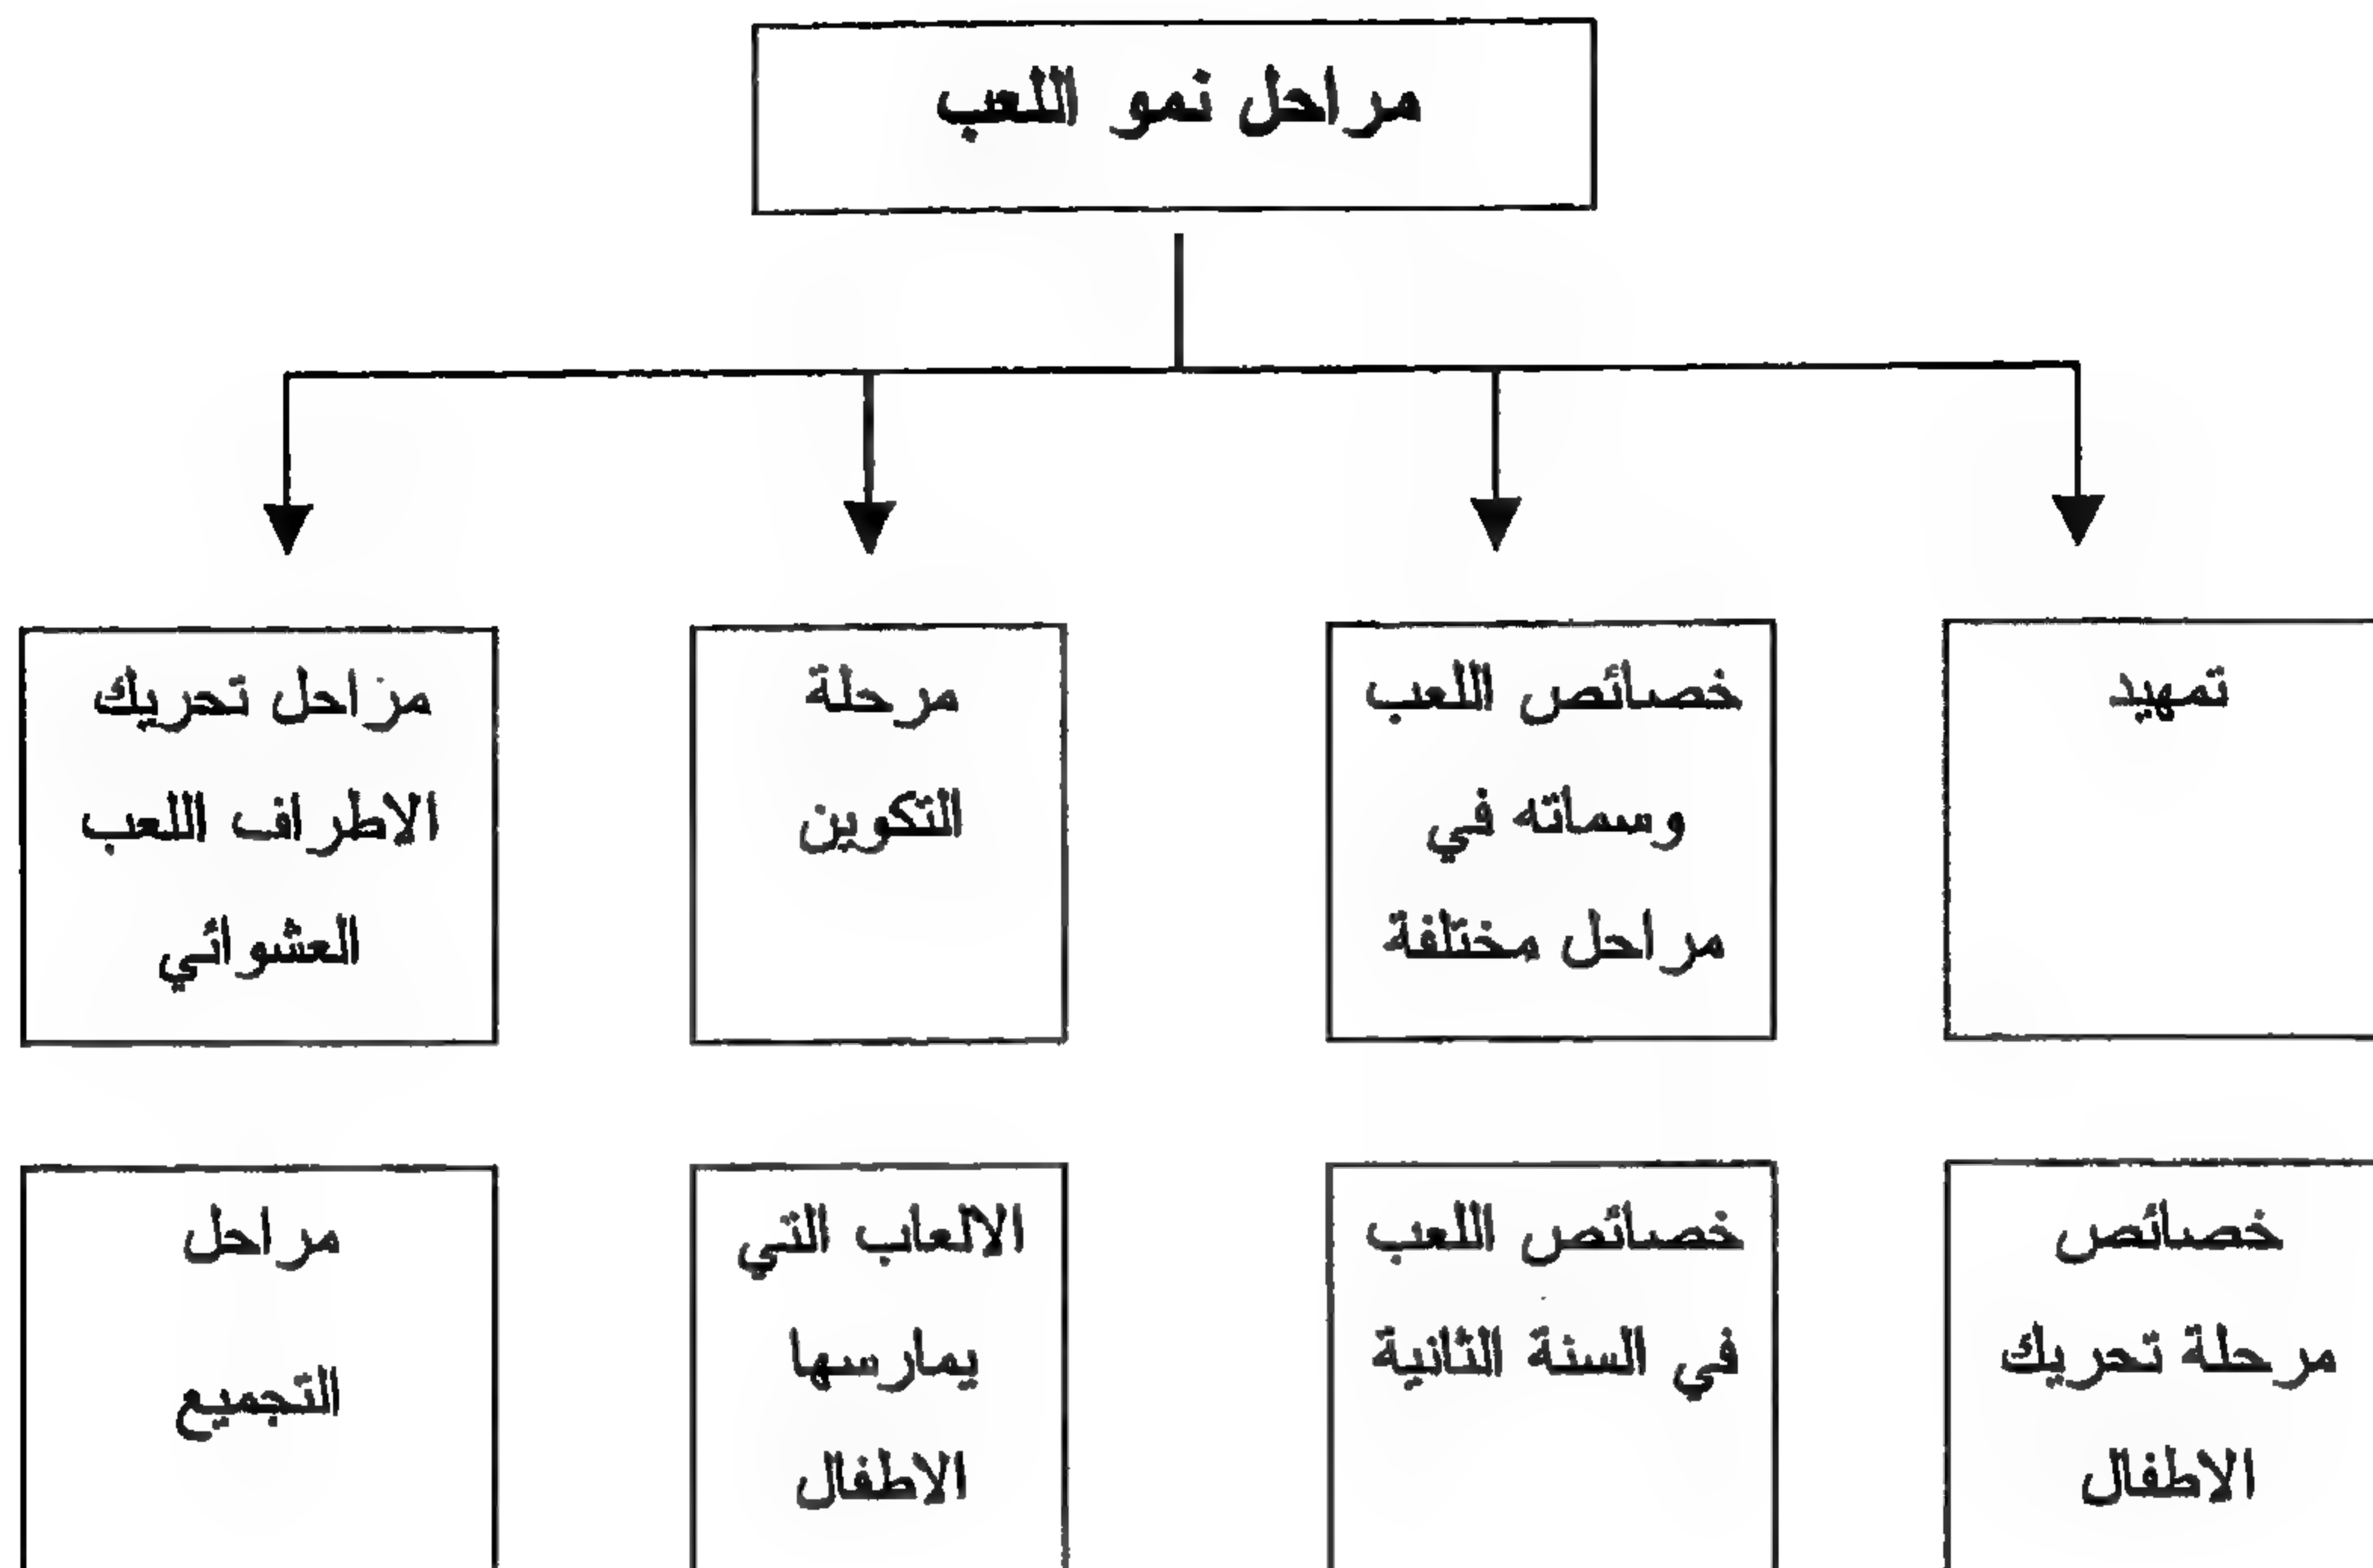 مراحل نمو اللعب
تمهيد
خصائص اللعب
وسماته في
مراحل مختلفة
مرحلة
التكوين
مراحل تحريك
الاطراف اللعب
العشوائي
خصائص
مرحلة تحريك
الاطفال
خصائص اللعب
في السنة الثانية
الالعاب التي
يمارسها
الاطفال
مراحل
التجميع